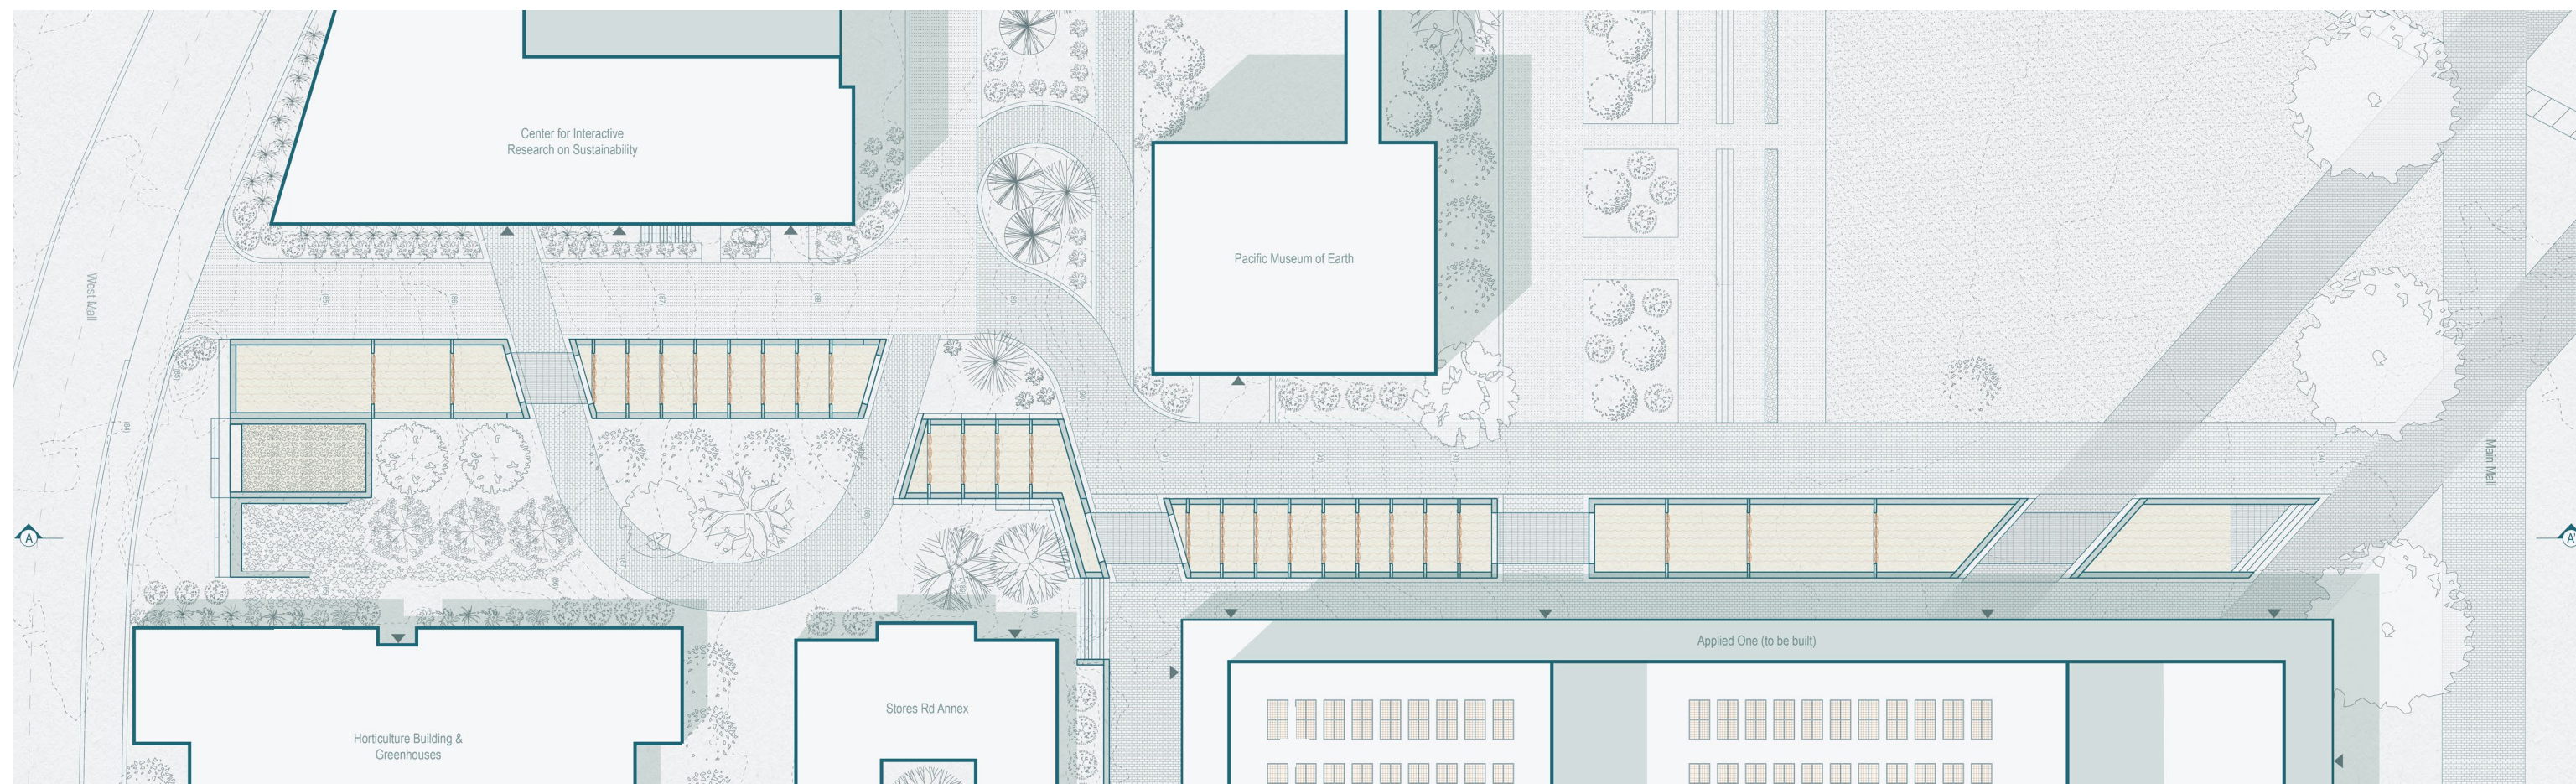 Center for Interactive
Research on Sustainability
Pacific Museum of Earth
West Mall
Main Mall
A
A'
Applied One (to be built)
Stores Rd Annex
Horticulture Building &
Greenhouses